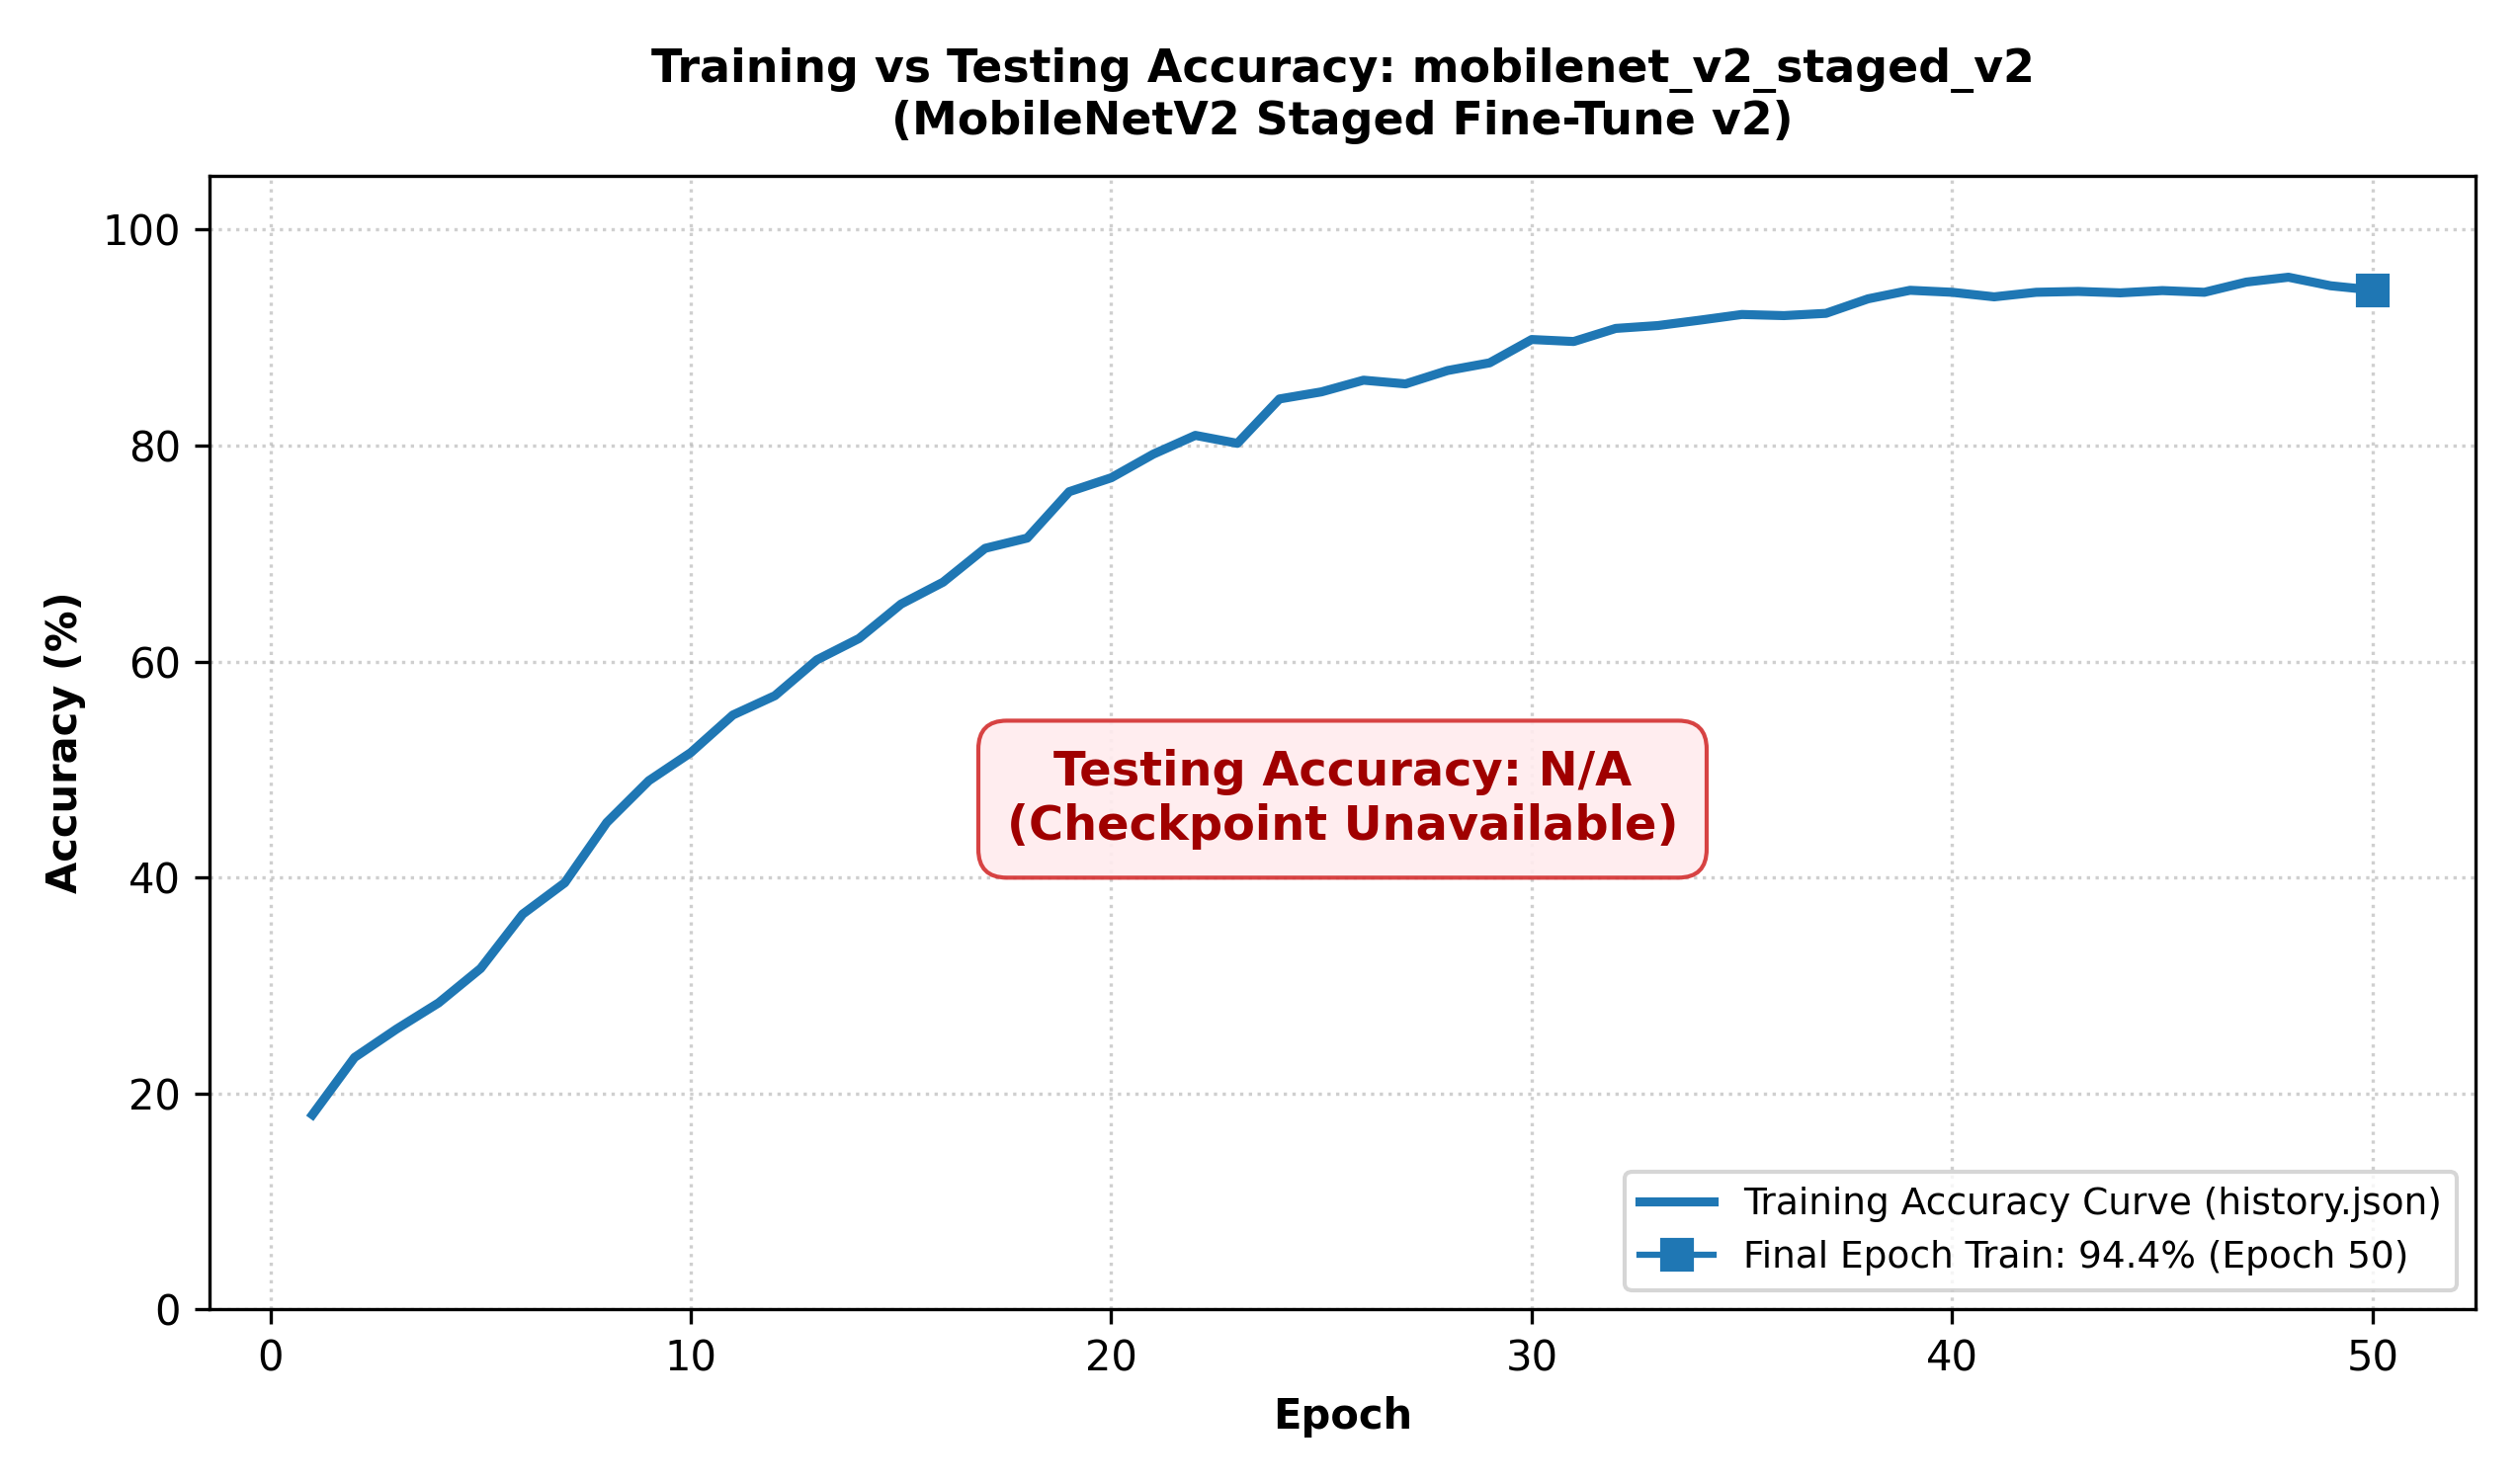 Training vs Testing Accuracy: mobilenet_v2_staged_v2
(MobileNetV2 Staged Fine-Tune v2)
100
80
60
40
20
0
Accuracy (%)
Testing Accuracy: N/A
(Checkpoint Unavailable)
Training Accuracy Curve (history.json)
Final Epoch Train: 94.4% (Epoch 50)
0 10 20 30 40 50
Epoch